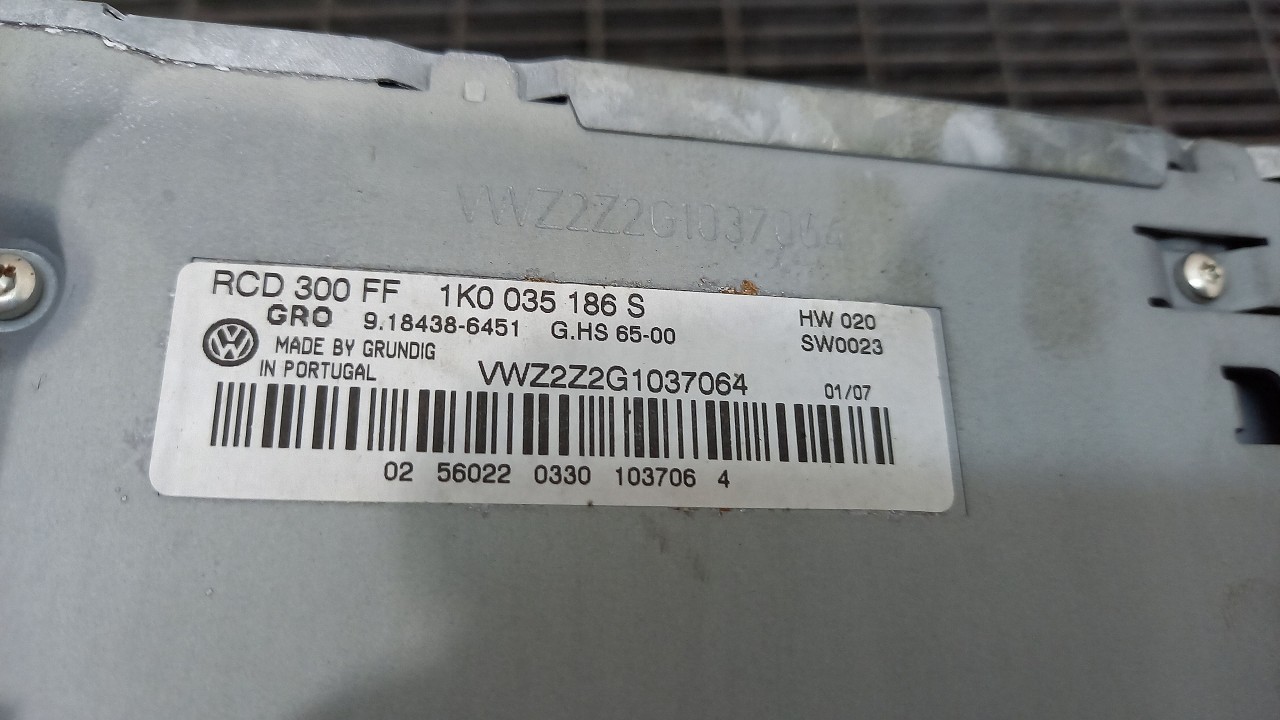 VWZ2Z2G1037064
RCD 300 FF 1K0 035 186 S
GRO 9.18438-6451 G.HS 65-00
HW 020
SW0023
MADE BY GRUNDIG
IN PORTUGAL
VWZ2Z2G1037064
01/07
02 56022 0330 103706 4